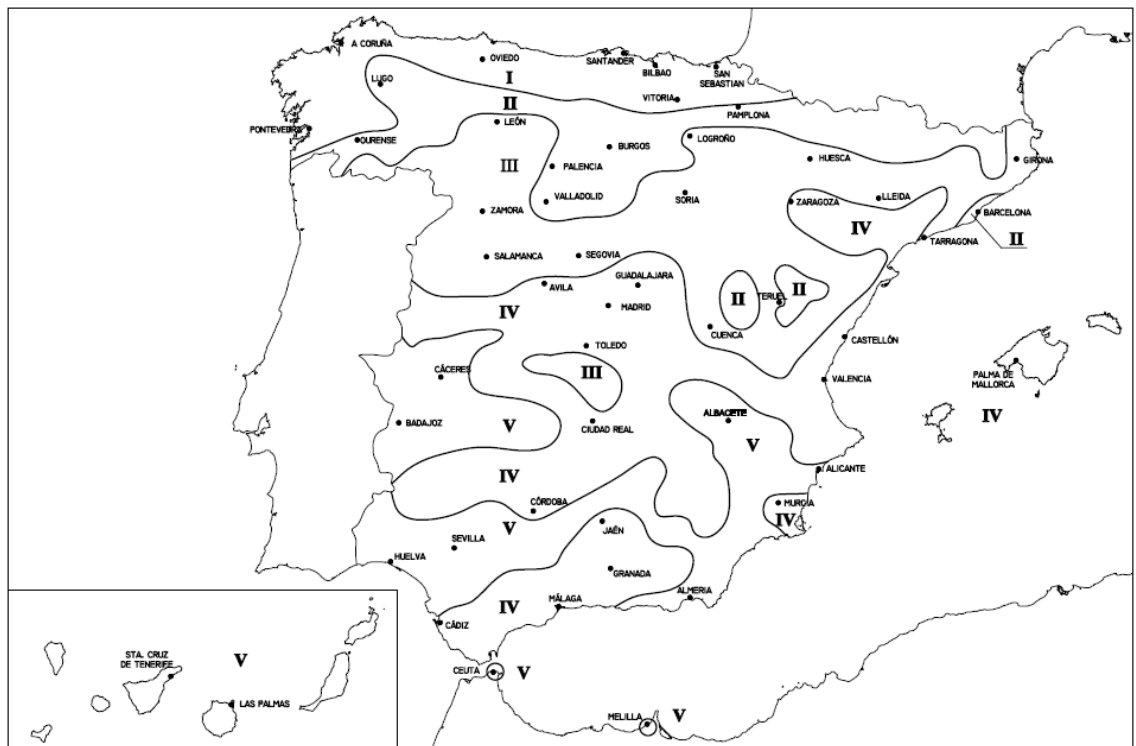 A CORUÑA
OVIEDO
SANTANDER
BILBAO
SAN
SEBASTIAN
LUGO
I
VITORIA
II
PAMPLONA
PONTEVEDRA
LEÓN
OURENSE
BURGOS
LOGROÑO
III
PALENCIA
HUESCA
GIRONA
VALLADOLID
SORIA
ZARAGOZA
LLEIDA
ZAMORA
IV
BARCELONA
TARRAGONA
II
SALAMANCA
SEGOVIA
GUADALAJARA
AVILA
II
II
TERUEL
IV
MADRID
CUENCA
CASTELLÓN
TOLEDO
CÁCERES
III
VALENCIA
PALMA DE
MALLORCA
ALBACETE
IV
BADAJOZ
V
CIUDAD REAL
V
IV
ALICANTE
CÓRDOBA
MURCIA
IV
V
JAÉN
SEVILLA
HUELVA
GRANADA
ALMERIA
MÁLAGA
IV
CÁDIZ
STA. CRUZ
DE TENERIFE
V
CEUTA
V
LAS PALMAS
MELILLA
V